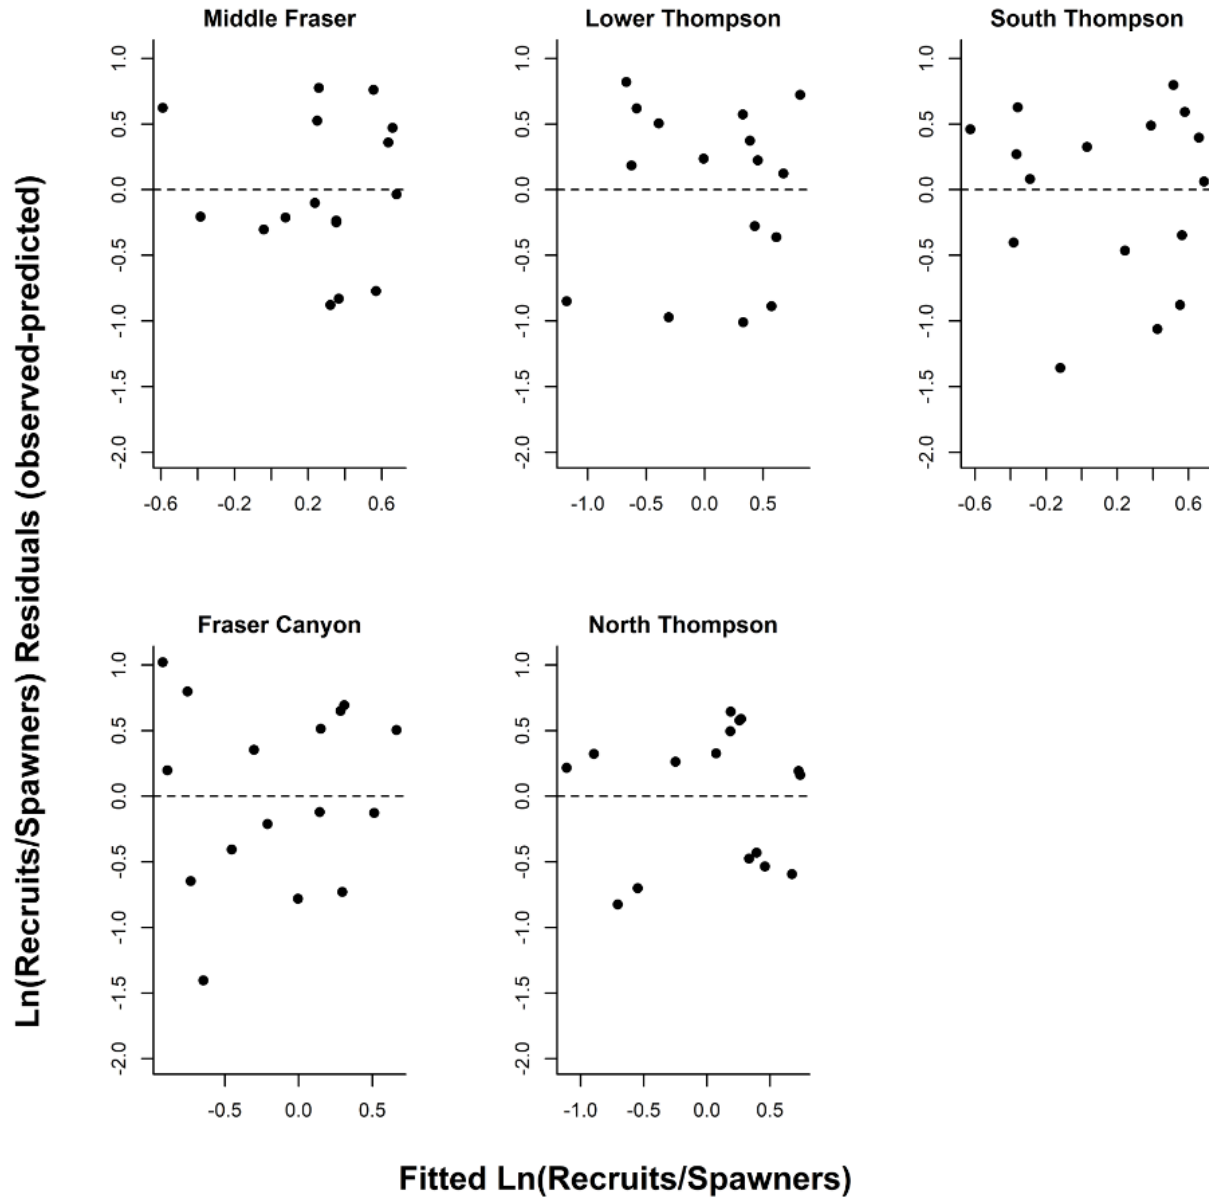 Middle Fraser
Lower Thompson
South Thompson
1.0
0.5
0.0
-0.5
-1.0
-1.5
-2.0
1.0
0.5
0.0
-0.5
-1.0
-1.5
-2.0
1.0
0.5
0.0
-0.5
-1.0
-1.5
-2.0
-0.6 -0.2 0.2 0.6
-1.0 -0.5 0.0 0.5
-0.6 -0.2 0.2 0.6
Ln(Recruits/Spawners) Residuals (observed-predicted)
Fraser Canyon
North Thompson
1.0
0.5
0.0
-0.5
-1.0
-1.5
-2.0
1.0
0.5
0.0
-0.5
-1.0
-1.5
-2.0
-0.5 0.0 0.5
-1.0 -0.5 0.0 0.5
Fitted Ln(Recruits/Spawners)